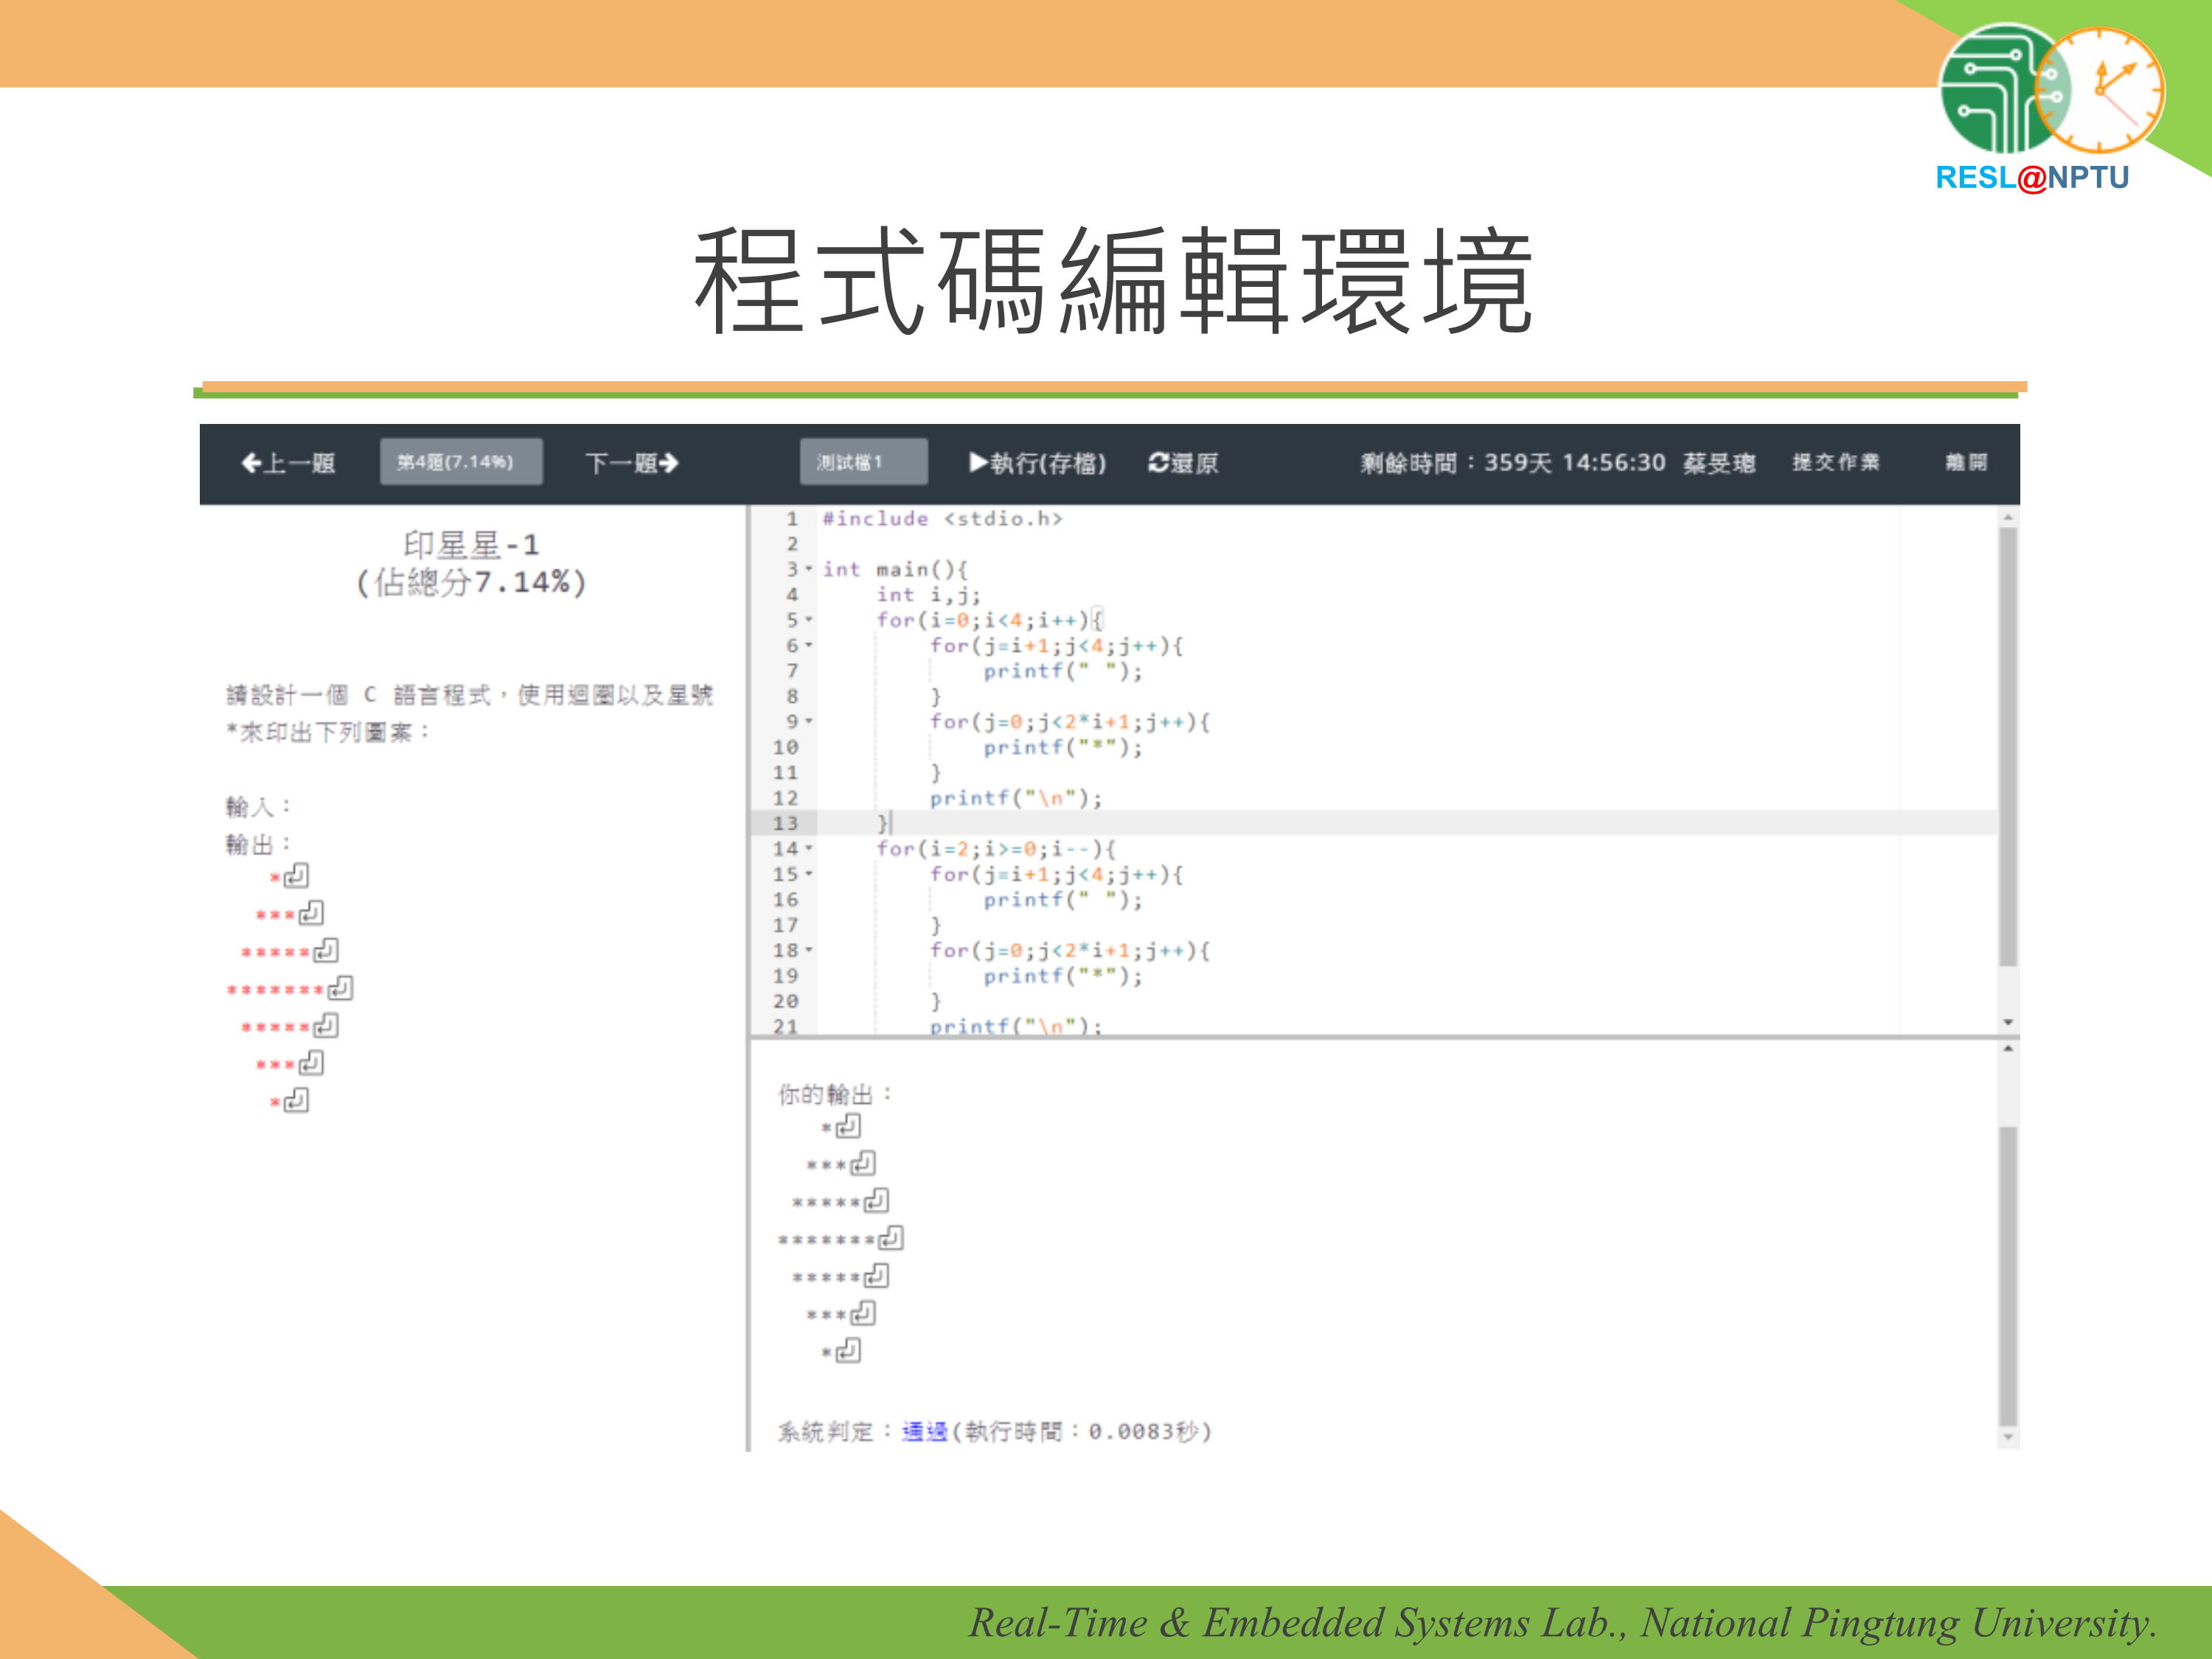 RESL@NPTU
程式碼編輯環境
上一題 第4題(7.14%) 下一題 測試檔1 執行(存檔) 還原 剩餘時間：359天 14:56:30 蔡旻璁 提交作業 離開
印星星-1
(佔總分7.14%)
請設計一個 C 語言程式，使用迴圈以及星號
*來印出下列圖案：
輸入：
輸出：
   *
  ***
 *****
*******
 *****
  ***
   *
1 #include <stdio.h>
2
3 int main(){
4     int i,j;
5     for(i=0;i<4;i++){
6         for(j=i+1;j<4;j++){
7             printf(" ");
8         }
9         for(j=0;j<2*i+1;j++){
10             printf("*");
11         }
12         printf("\n");
13     }
14     for(i=2;i>=0;i--){
15         for(j=i+1;j<4;j++){
16             printf(" ");
17         }
18         for(j=0;j<2*i+1;j++){
19             printf("*");
20         }
21         printf("\n");
你的輸出：
   *
  ***
 *****
*******
 *****
  ***
   *
系統判定：通過(執行時間：0.0083秒)
Real-Time & Embedded Systems Lab., National Pingtung University.